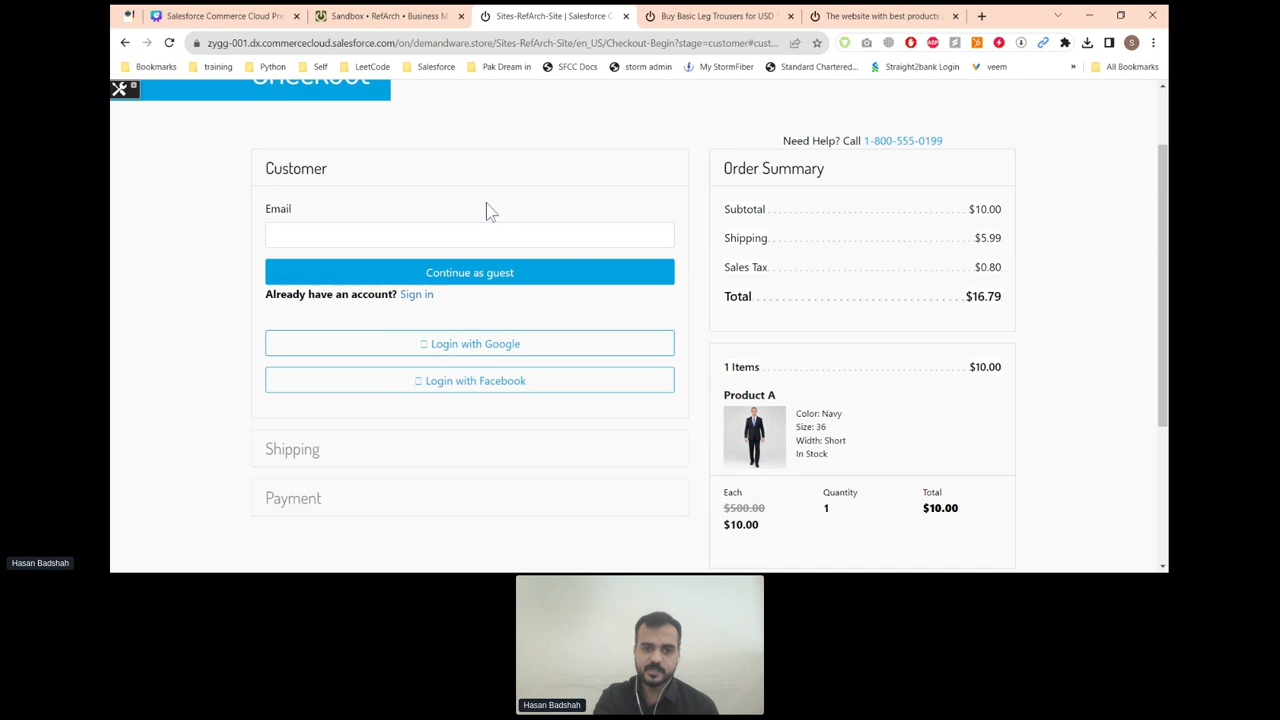 Salesforce Commerce Cloud Pre
Sandbox • RefArch • Business M
Sites-RefArch-Site | Salesforce C
Buy Basic Leg Trousers for USD
The website with best products
zygg-001.dx.commercecloud.salesforce.com/on/demandware.store/Sites-RefArch-Site/en_US/Checkout-Begin?stage=customer#cust...
S
Bookmarks
training
Python
Self
LeetCode
Salesforce
Pak Dream in
SFCC Docs
storm admin
My StormFiber
Standard Chartered...
Straight2bank Login
veem
»
All Bookmarks
Checkout
Need Help? Call 1-800-555-0199
Customer
Email
Continue as guest
Already have an account? Sign in
Login with Google
Login with Facebook
Shipping
Payment
Order Summary
Subtotal $10.00
Shipping $5.99
Sales Tax $0.80
Total $16.79
1 Items $10.00
Product A
Color: Navy
Size: 36
Width: Short
In Stock
Each Quantity Total
$500.00 1 $10.00
$10.00
Hasan Badshah
Hasan Badshah